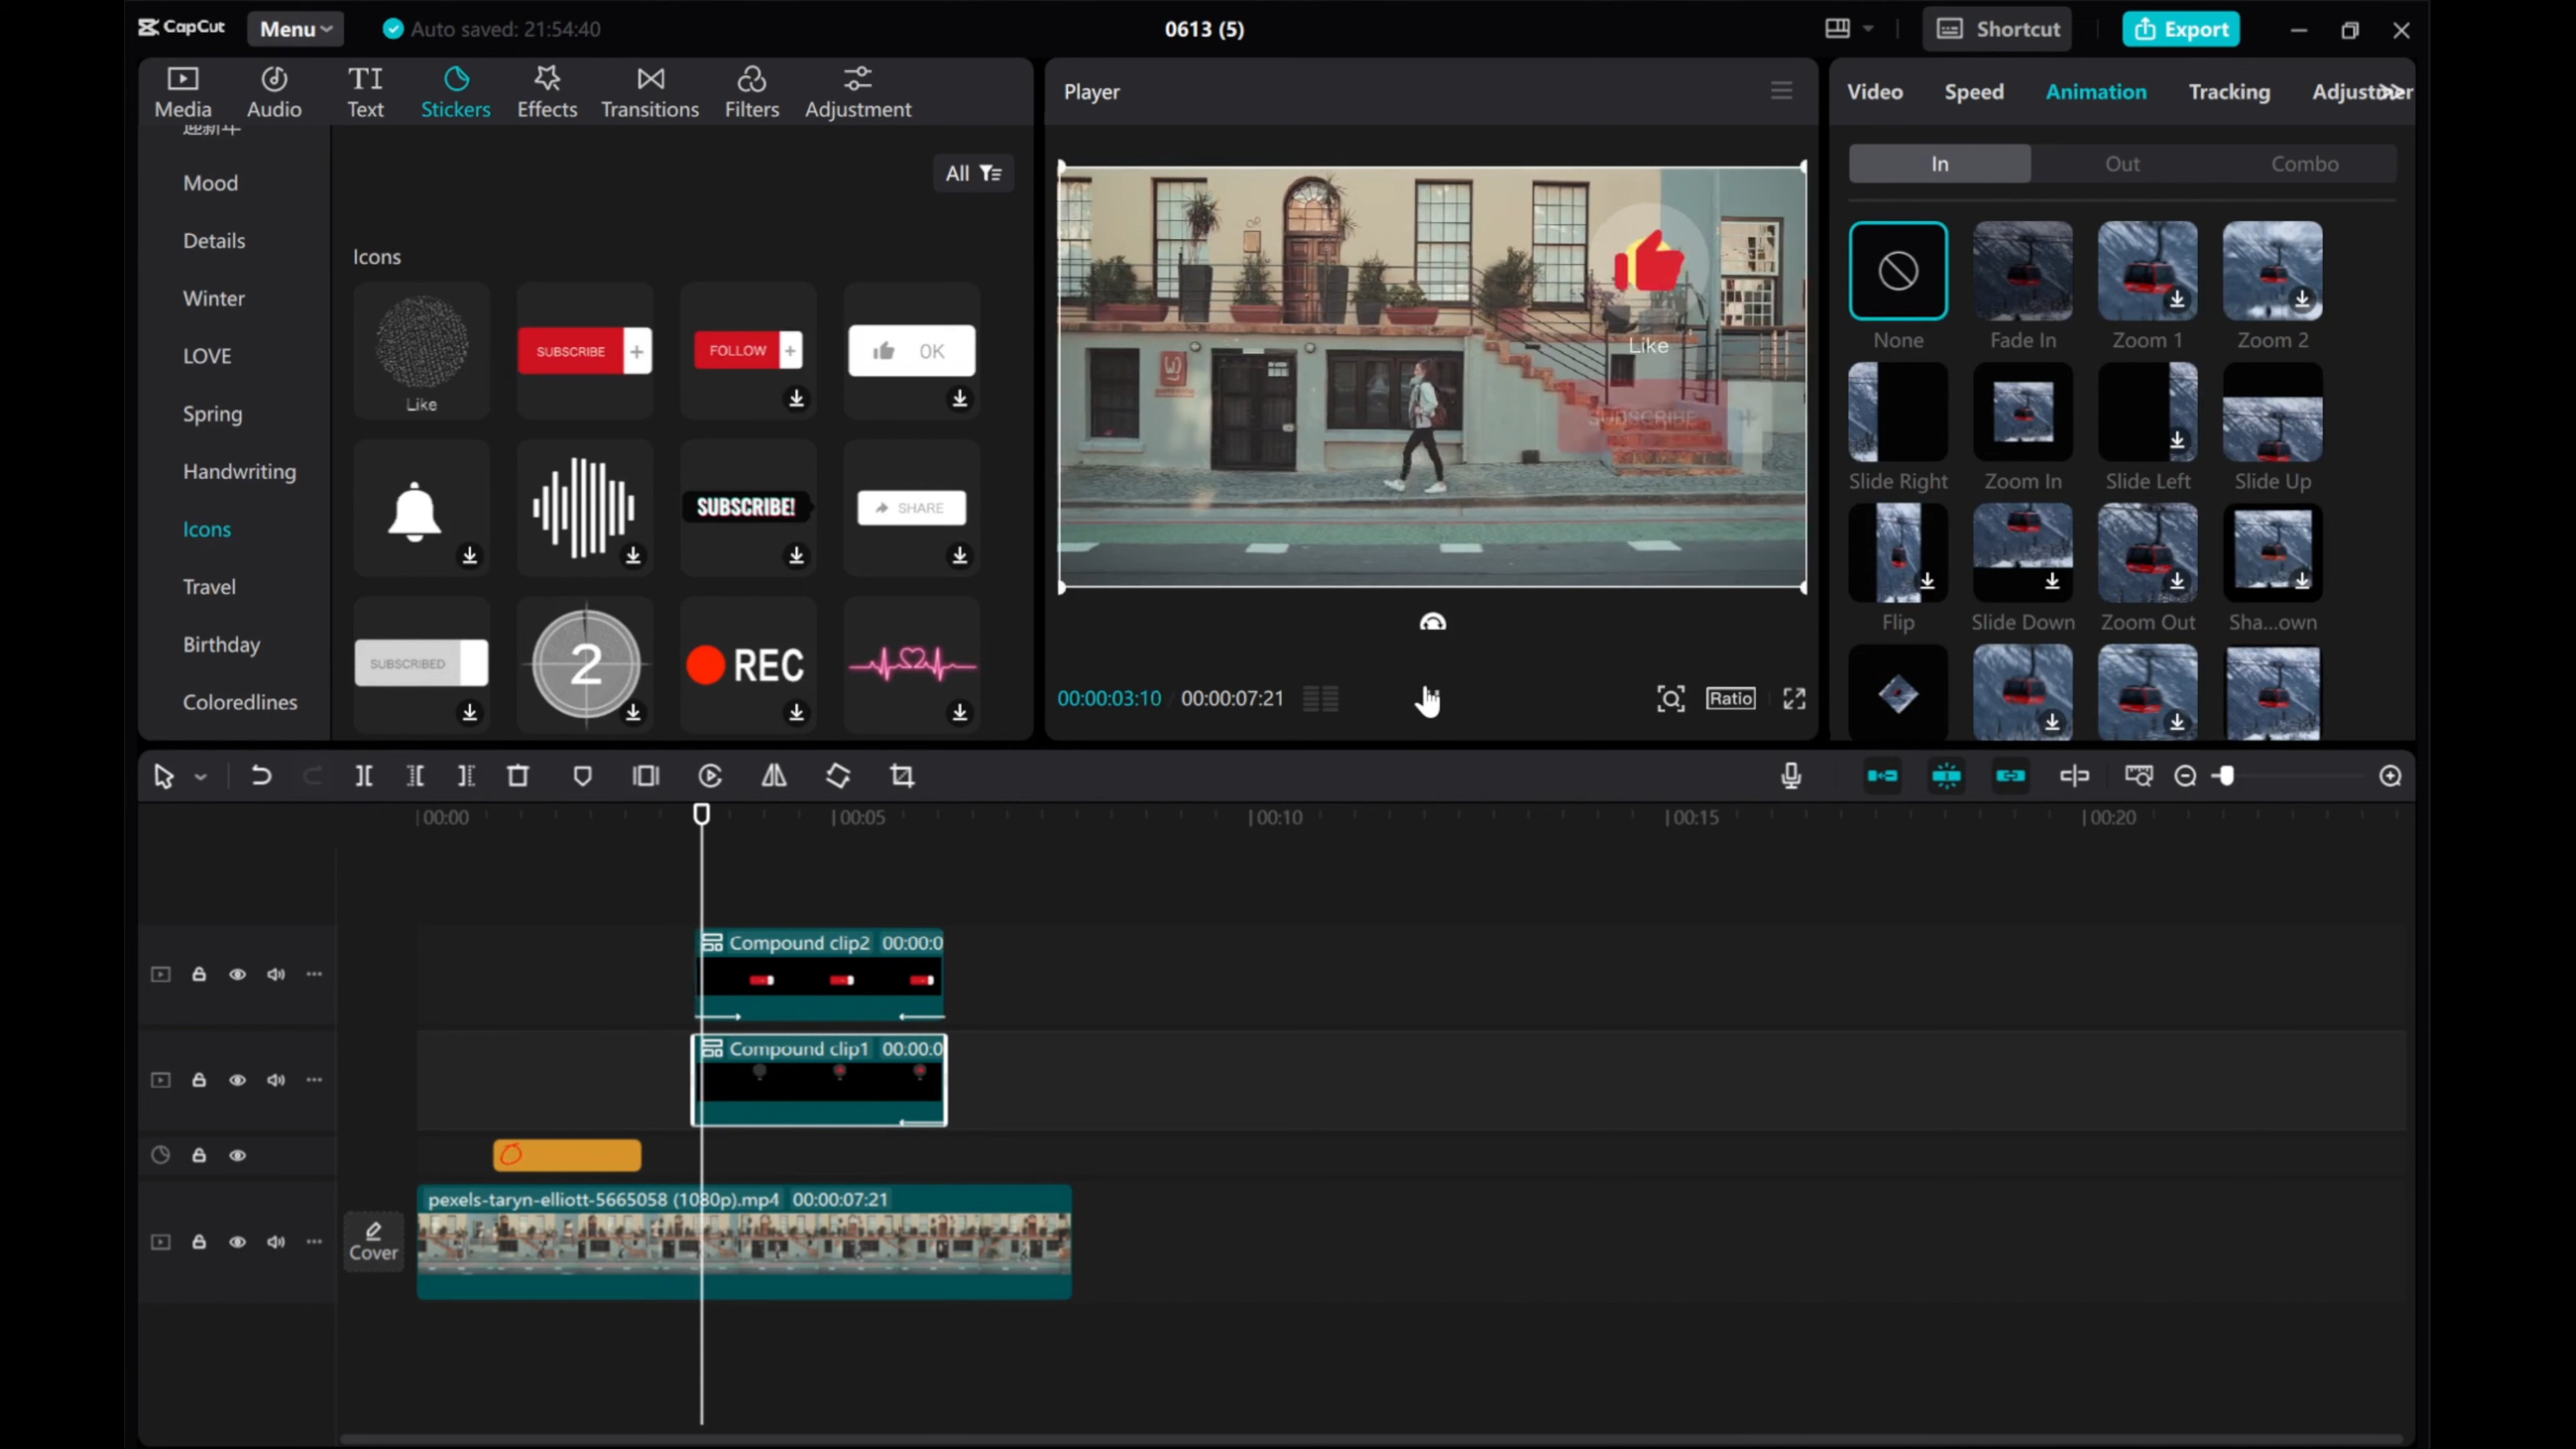 CapCut
Menu
Auto saved: 21:54:40
0613 (5)
Shortcut
Export
Media
Audio
TI
Text
Stickers
Effects
Transitions
Filters
Adjustment
Player
Video
Speed
Animation
Tracking
In
Out
Combo
Mood
Details
Winter
LOVE
Spring
Handwriting
Icons
Travel
Birthday
Coloredlines
All
Icons
Like
SUBSCRIBE +
FOLLOW +
0K
SUBSCRIBE!
SHARE
SUBSCRIBED
2
REC
Like
SUBSCRIBE +
None
Fade In
Zoom 1
Zoom 2
Slide Right
Zoom In
Slide Left
Slide Up
Flip
Slide Down
Zoom Out
Sha...own
00:00:03:10 / 00:00:07:21
Ratio
00:00
00:05
00:10
00:15
00:20
Compound clip2 00:00:0
Compound clip1 00:00:0
Cover
pexels-taryn-elliott-5665058 (1080p).mp4 00:00:07:21